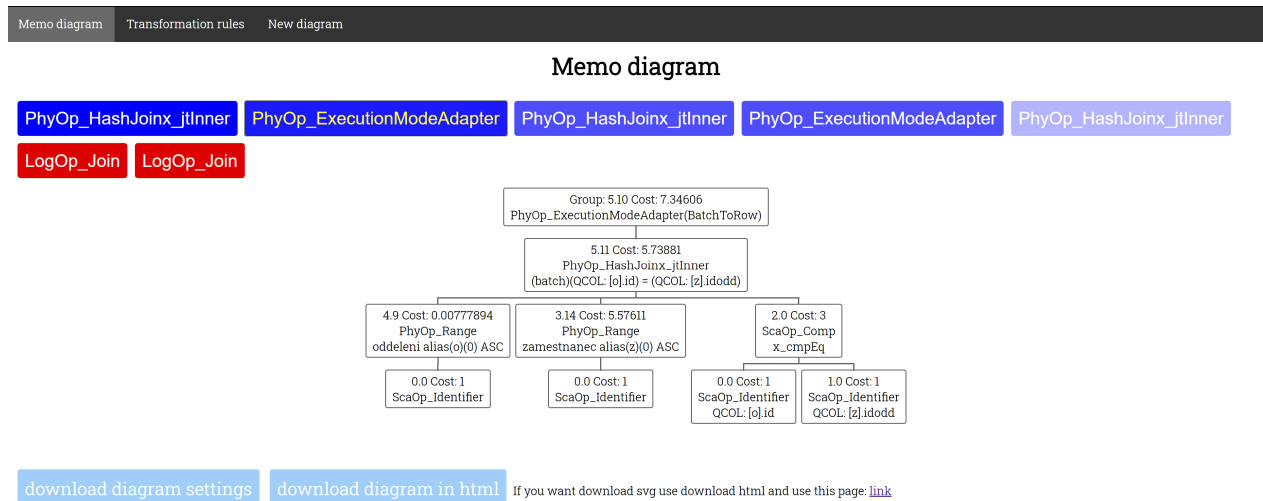 Memo diagram Transformation rules New diagram
Memo diagram
PhyOp_HashJoinx_jtInner PhyOp_ExecutionModeAdapter PhyOp_HashJoinx_jtInner PhyOp_ExecutionModeAdapter PhyOp_HashJoinx_jtInner
LogOp_Join LogOp_Join
Group: 5.10 Cost: 7.34606
PhyOp_ExecutionModeAdapter(BatchToRow)
5.11 Cost: 5.73881
PhyOp_HashJoinx_jtInner
(batch)(QCOL: [o].id) = (QCOL: [z].idodd)
4.9 Cost: 0.00777894
PhyOp_Range
oddeleni alias(o)(0) ASC
3.14 Cost: 5.57611
PhyOp_Range
zamestnanec alias(z)(0) ASC
2.0 Cost: 3
ScaOp_Comp
x_cmpEq
0.0 Cost: 1
ScaOp_Identifier
0.0 Cost: 1
ScaOp_Identifier
0.0 Cost: 1
ScaOp_Identifier
QCOL: [o].id
1.0 Cost: 1
ScaOp_Identifier
QCOL: [z].idodd
download diagram settings download diagram in html If you want download svg use download html and use this page: link